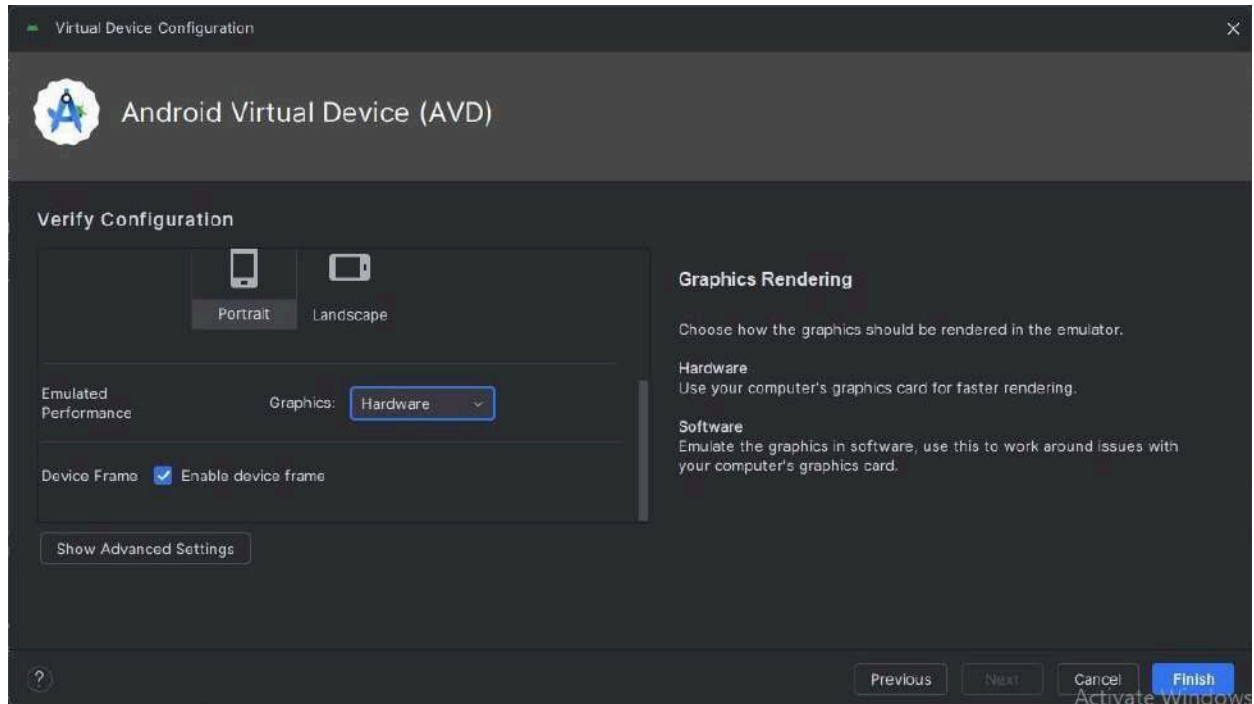 Virtual Device Configuration
Android Virtual Device (AVD)
Verify Configuration
Portrait
Landscape
Emulated
Performance
Graphics:
Hardware
Device Frame
Enable device frame
Show Advanced Settings
Graphics Rendering
Choose how the graphics should be rendered in the emulator.
Hardware
Use your computer's graphics card for faster rendering.
Software
Emulate the graphics in software, use this to work around issues with
your computer's graphics card.
?
Previous
Next
Cancel
Finish
Activate Windows